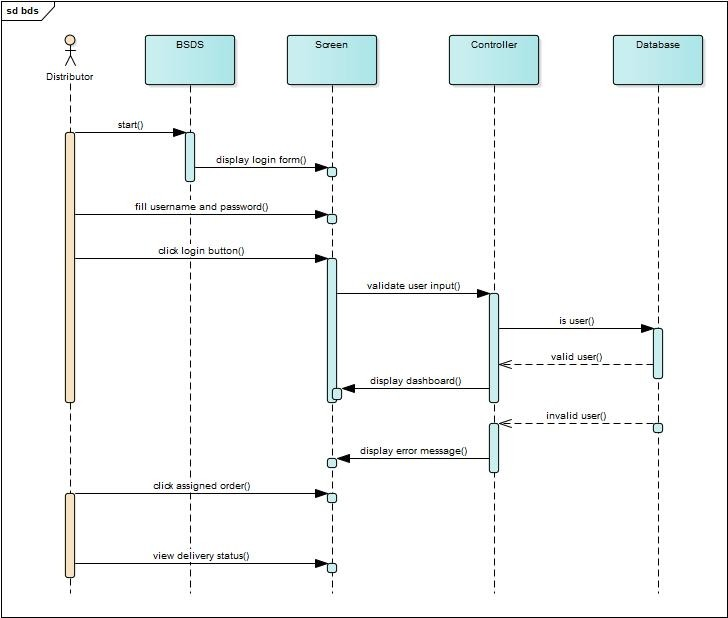 sd bds
BSDS
Screen
Controller
Database
Distributor
start()
display login form()
fill username and password()
click login button()
validate user input()
is user()
valid user()
display dashboard()
invalid user()
display error message()
click assigned order()
view delivery status()